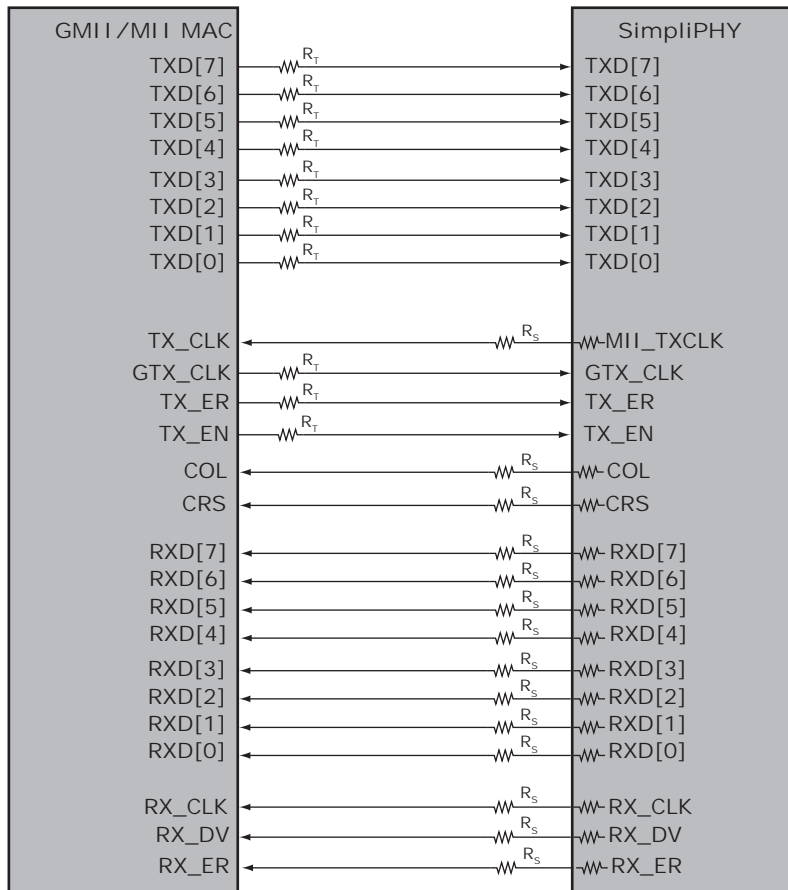 GMII/MII MAC SimpliPHY
TXD[7] R_T TXD[7]
TXD[6] R_T TXD[6]
TXD[5] R_T TXD[5]
TXD[4] R_T TXD[4]
TXD[3] R_T TXD[3]
TXD[2] R_T TXD[2]
TXD[1] R_T TXD[1]
TXD[0] R_T TXD[0]
TX_CLK R_S MII_TXCLK
GTX_CLK R_T GTX_CLK
TX_ER R_T TX_ER
TX_EN R_T TX_EN
COL R_S COL
CRS R_S CRS
RXD[7] R_S RXD[7]
RXD[6] R_S RXD[6]
RXD[5] R_S RXD[5]
RXD[4] R_S RXD[4]
RXD[3] R_S RXD[3]
RXD[2] R_S RXD[2]
RXD[1] R_S RXD[1]
RXD[0] R_S RXD[0]
RX_CLK R_S RX_CLK
RX_DV R_S RX_DV
RX_ER R_S RX_ER